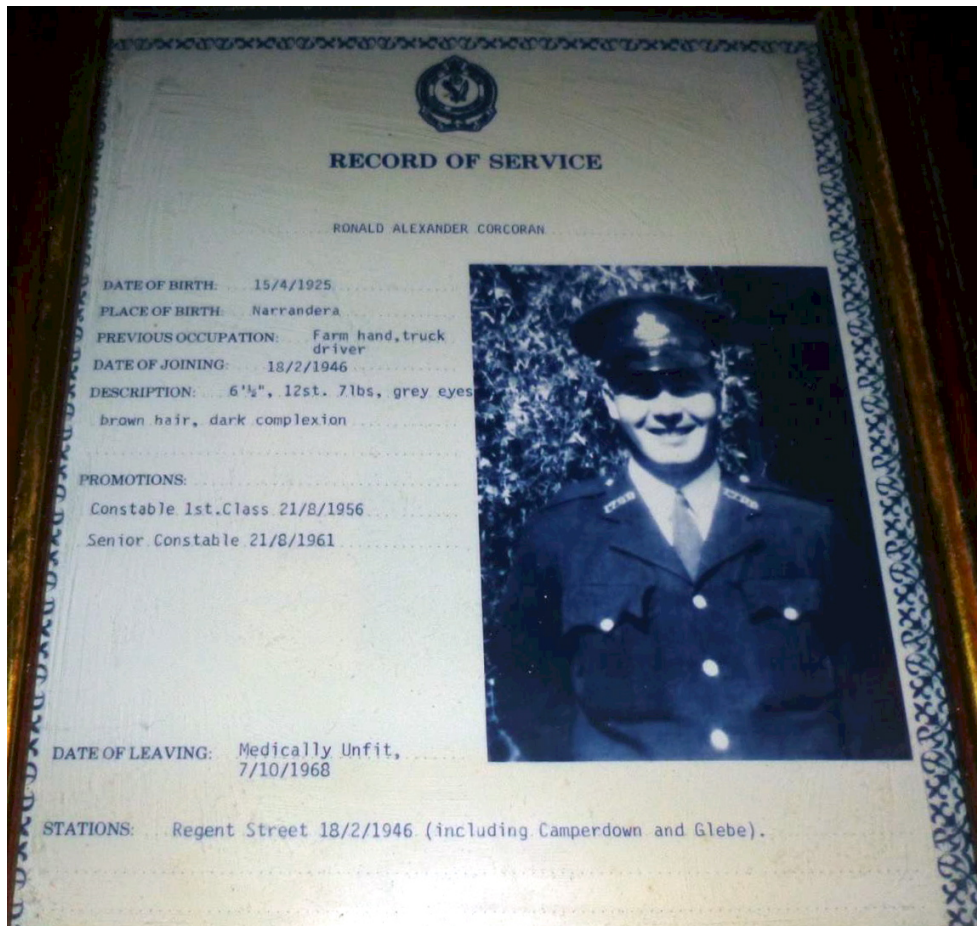 RECORD OF SERVICE
RONALD ALEXANDER CORCORAN
DATE OF BIRTH: 15/4/1925
PLACE OF BIRTH: Narrandera
PREVIOUS OCCUPATION: Farm hand,truck
driver
DATE OF JOINING: 18/2/1946
DESCRIPTION: 6'½", 12st. 7lbs, grey eyes
brown hair, dark complexion
PROMOTIONS:
Constable 1st.Class 21/8/1956
Senior Constable 21/8/1961
DATE OF LEAVING: Medically Unfit,
7/10/1968
STATIONS: Regent Street 18/2/1946 (including Camperdown and Glebe).